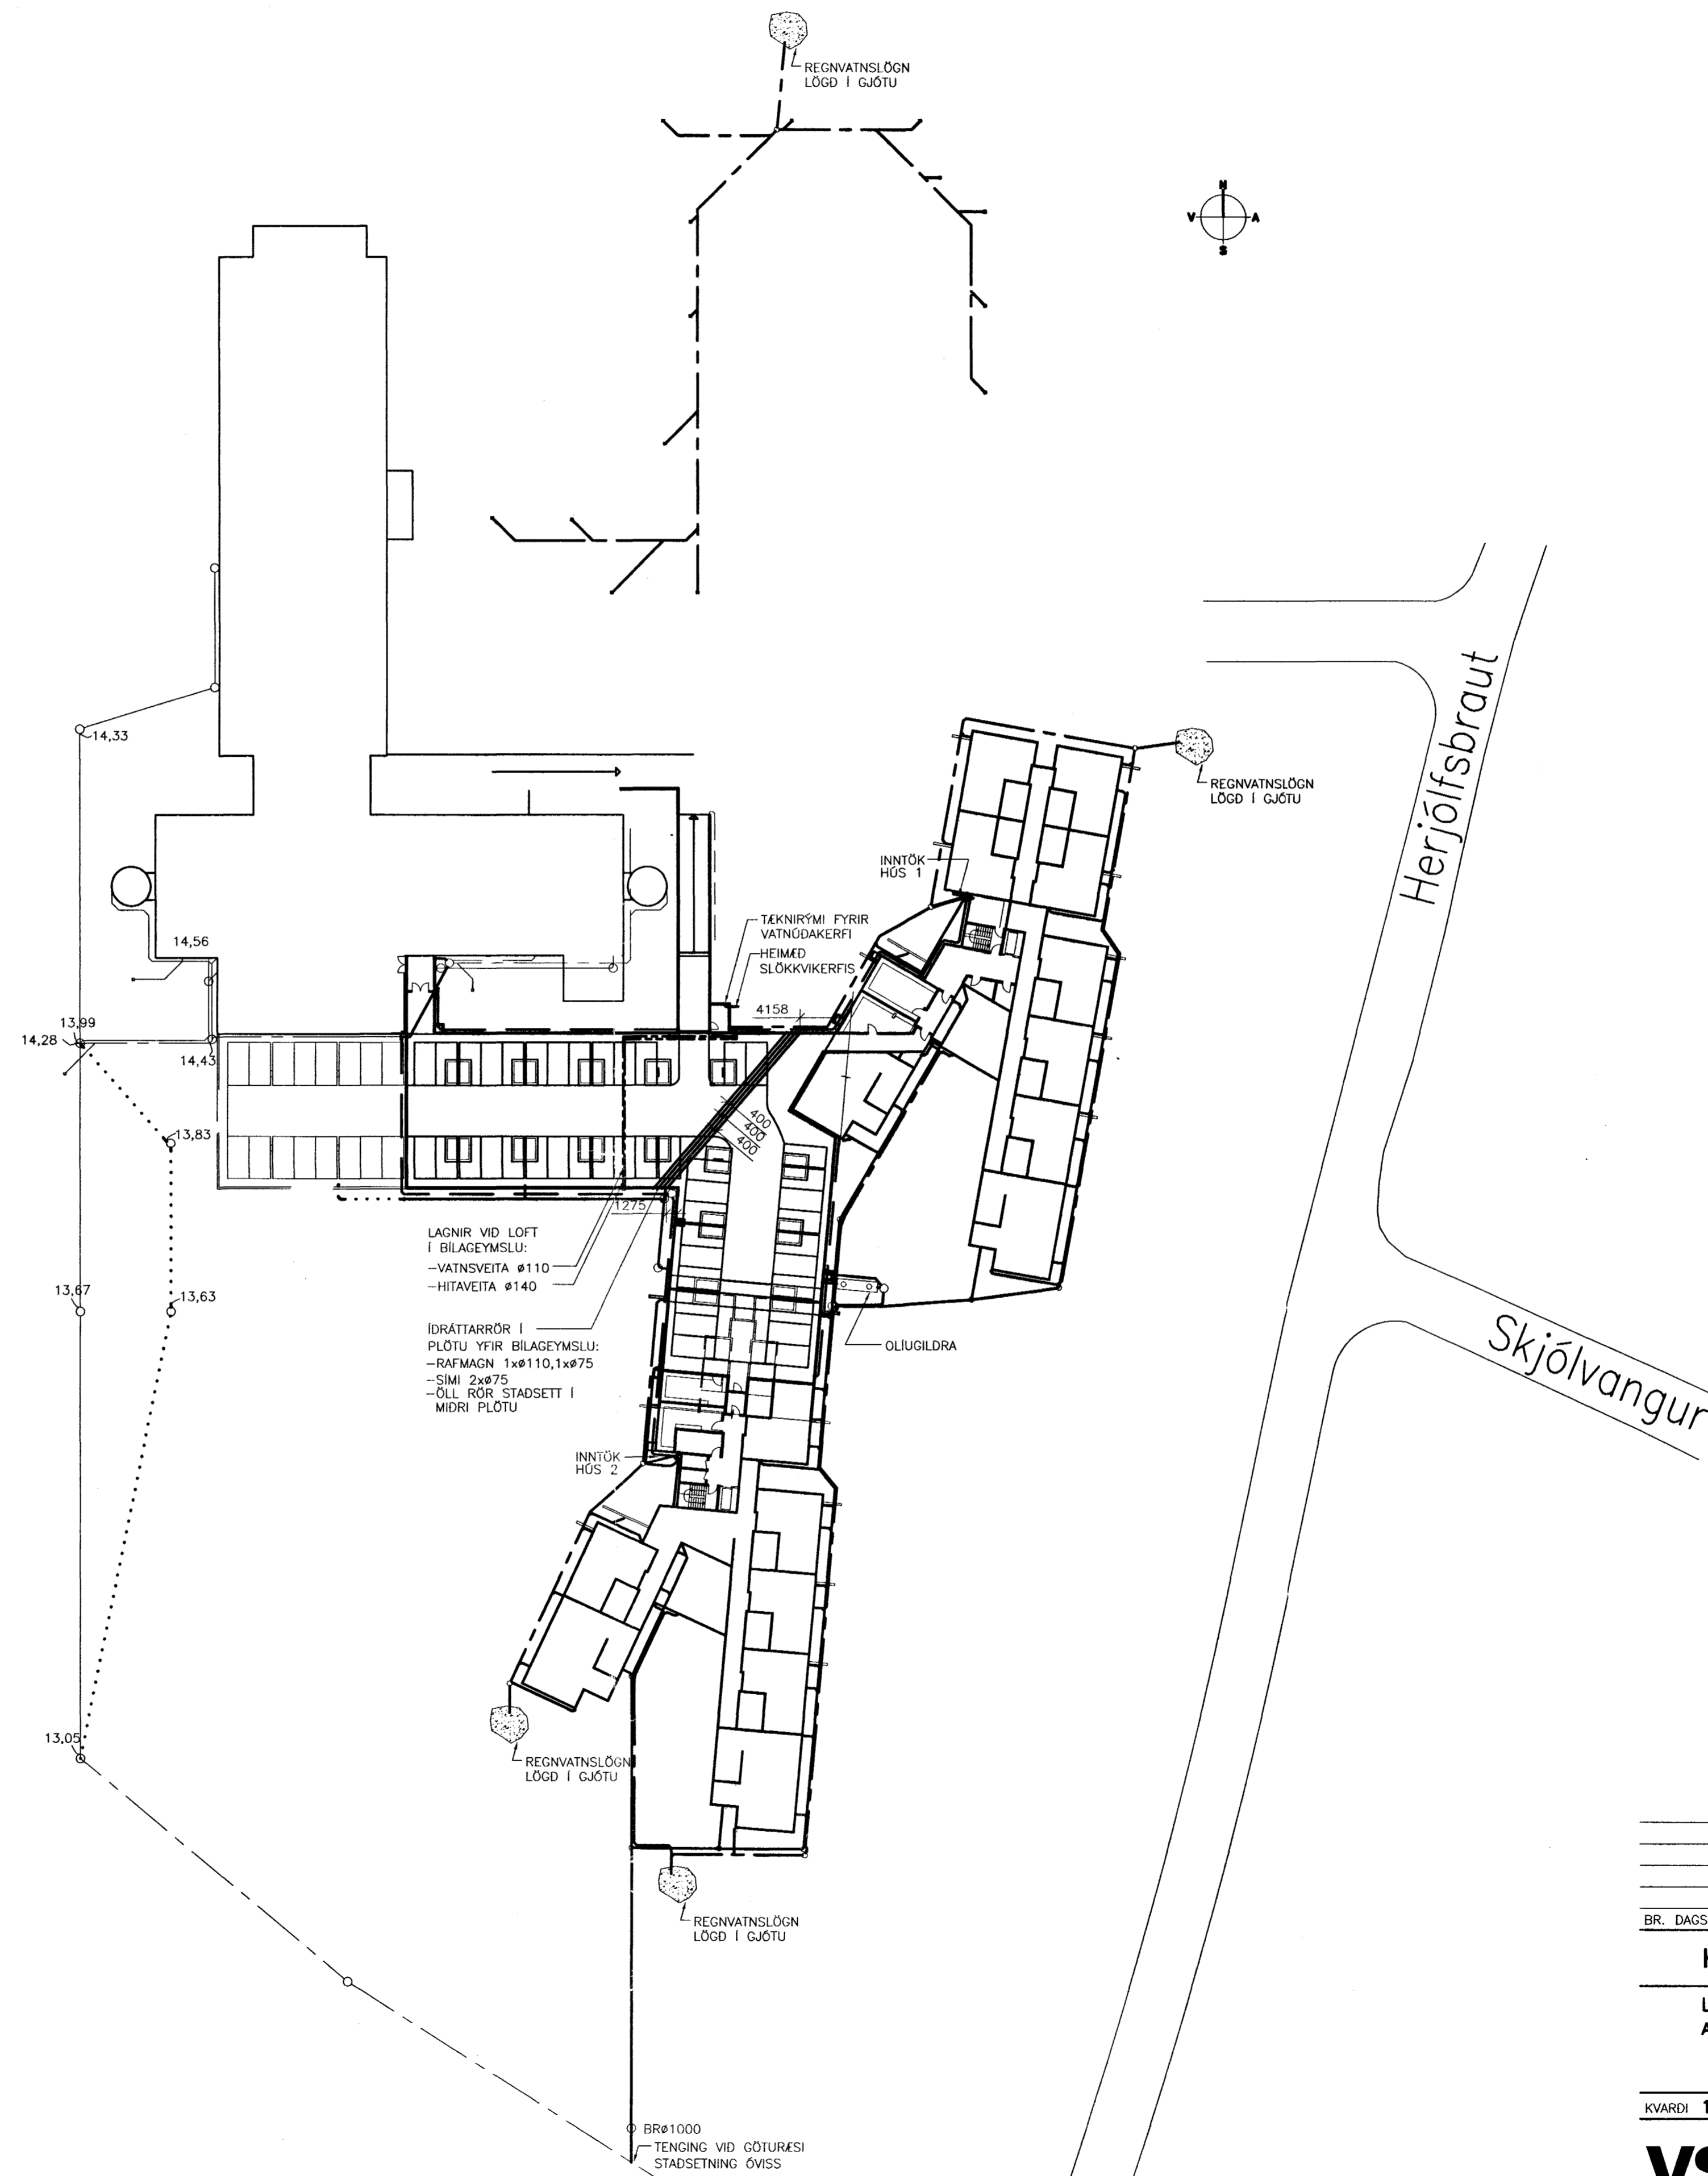 REGNVATNSLÖGN
LÖGD Í GJÓTU
N
V
A
S
Herjólfsbraut
14,33
REGNVATNSLÖGN
LÖGD Í GJÓTU
INNTÖK
HÚS 1
TÆKNIRÝMI FYRIR
VATNÚDAKERFI
HEIMÆD
SLÖKKVIKERFIS
14,56
4158
13,99
14,28
14,43
400
400
400
13,83
1275
LAGNIR VID LOFT
Í BÍLAGEYMSLU:
-VATNSVEITA ø110
-HITAVEITA ø140
13,67
13,63
ÍDRÁTTARRÖR Í
PLÖTU YFIR BÍLAGEYMSLU:
-RAFMAGN 1xø110,1xø75
-SÍMI 2xø75
-ÖLL RÖR STADSETT Í
MIDRI PLÖTU
OLÍUGILDRA
Skjólvangur
INNTÖK
HÚS 2
13,05
REGNVATNSLÖGN
LÖGD Í GJÓTU
REGNVATNSLÖGN
LÖGD Í GJÓTU
BR. DAGS
KVARDI 1
BRø1000
TENGING VID GÖTURÆSI
STADSETNING ÓVISS